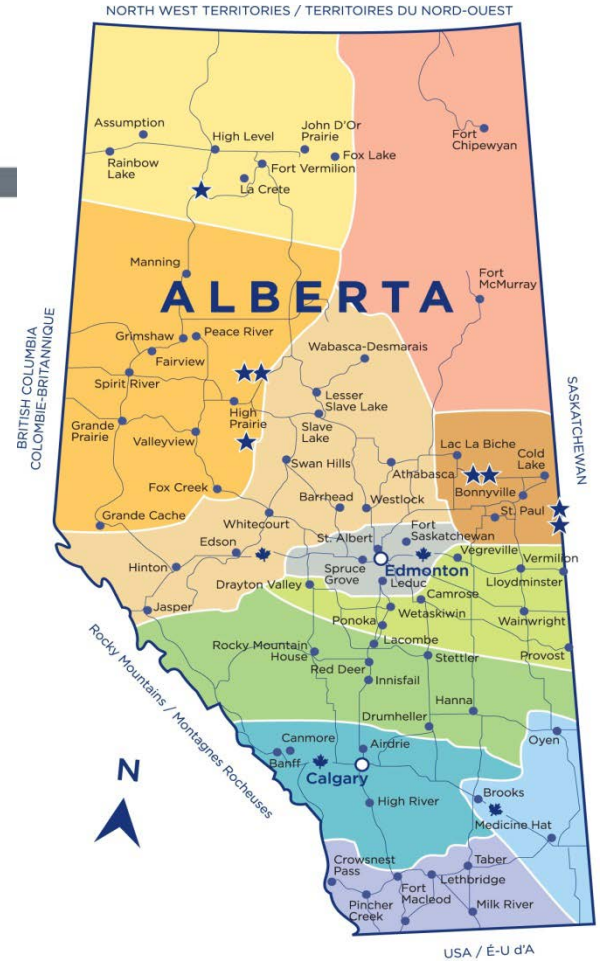 NORTH WEST TERRITORIES / TERRITOIRES DU NORD-OUEST
Assumption
High Level
John D'Or
Prairie
Fort
Chipewyan
Rainbow
Lake
Fort Vermilion
Fox Lake
La Crete
Manning
Fort
McMurray
ALBERTA
BRITISH COLUMBIA
COLOMBIE-BRITANNIQUE
SASKATCHEWAN
Grimshaw
Peace River
Fairview
Wabasca-Desmarais
Spirit River
Lesser
Slave Lake
High
Prairie
Grande
Prairie
Valleyview
Slave
Lake
Lac La Biche
Cold
Lake
Swan Hills
Athabasca
Bonnyville
Fox Creek
Barrhead
Westlock
St. Paul
Grande Cache
Whitecourt
Fort
Saskatchewan
Edson
St. Albert
Vegreville
Vermilion
Hinton
Spruce
Grove
Edmonton
Leduc
Lloydminster
Drayton Valley
Camrose
Jasper
Wetaskiwin
Wainwright
Ponoka
Rocky Mountains / Montagnes Rocheuses
Rocky Mountain
House
Lacombe
Stettler
Provost
Red Deer
Innisfail
Hanna
Drumheller
Oyen
Canmore
Airdrie
Banff
Calgary
N
High River
Brooks
Medicine Hat
Crowsnest
Pass
Taber
Fort
Macleod
Lethbridge
Pincher
Creek
Milk River
USA / É-U d'A